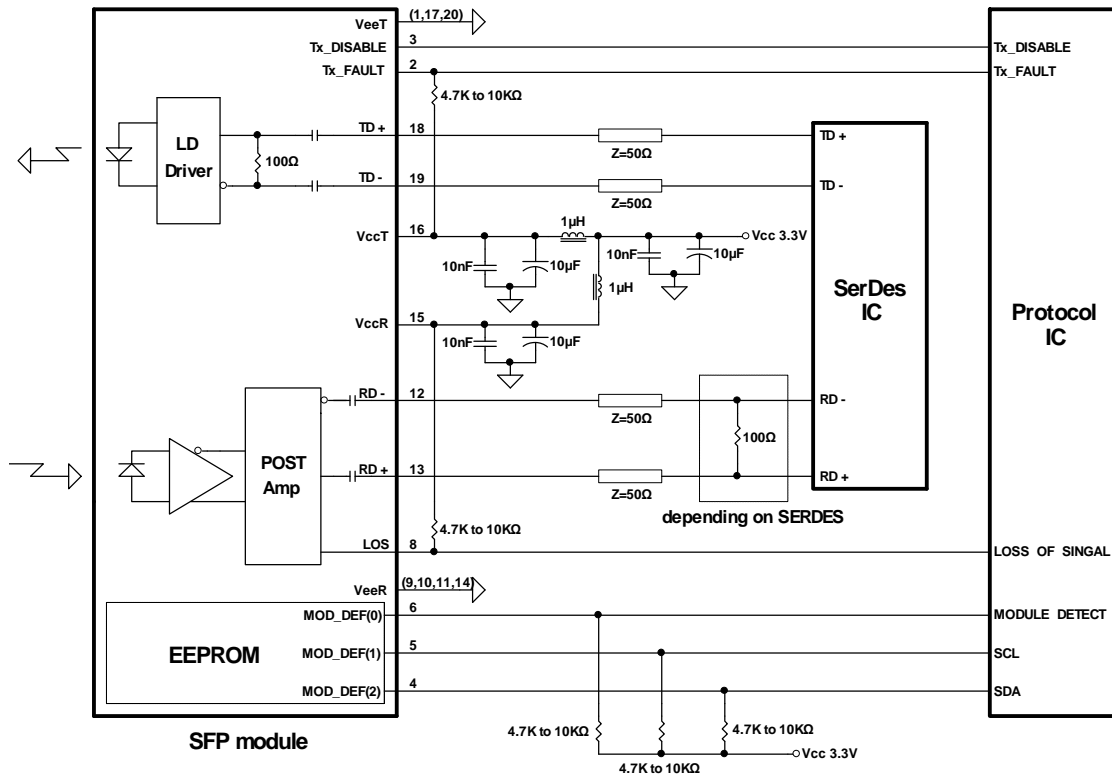 VeeT (1,17,20)
Tx_DISABLE 3 Tx_DISABLE
Tx_FAULT 2 Tx_FAULT
4.7K to 10KΩ
LD
Driver
100Ω
TD+ 18 TD+
Z=50Ω
TD- 19 TD-
Z=50Ω
VccT 16
1µH
Vcc 3.3V
10nF 10µF
10nF 10µF
1µH
VccR 15
10nF 10µF
SerDes
IC
Protocol
IC
RD- 12 RD-
Z=50Ω
100Ω
POST
Amp
RD+ 13 RD+
Z=50Ω
depending on SERDES
4.7K to 10KΩ
LOS 8 LOSS OF SINGAL
VeeR (9,10,11,14)
EEPROM
MOD_DEF(0) 6 MODULE DETECT
MOD_DEF(1) 5 SCL
MOD_DEF(2) 4 SDA
4.7K to 10KΩ 4.7K to 10KΩ
4.7K to 10KΩ
Vcc 3.3V
SFP module